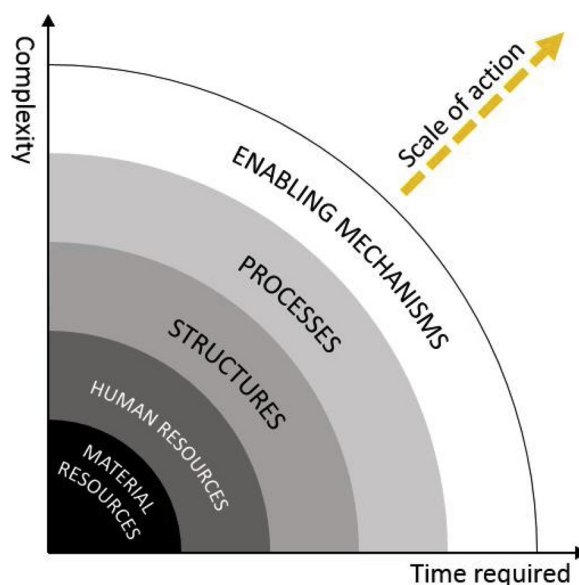 Complexity
Scale of action
ENABLING MECHANISMS
PROCESSES
STRUCTURES
HUMAN RESOURCES
MATERIAL
RESOURCES
Time required